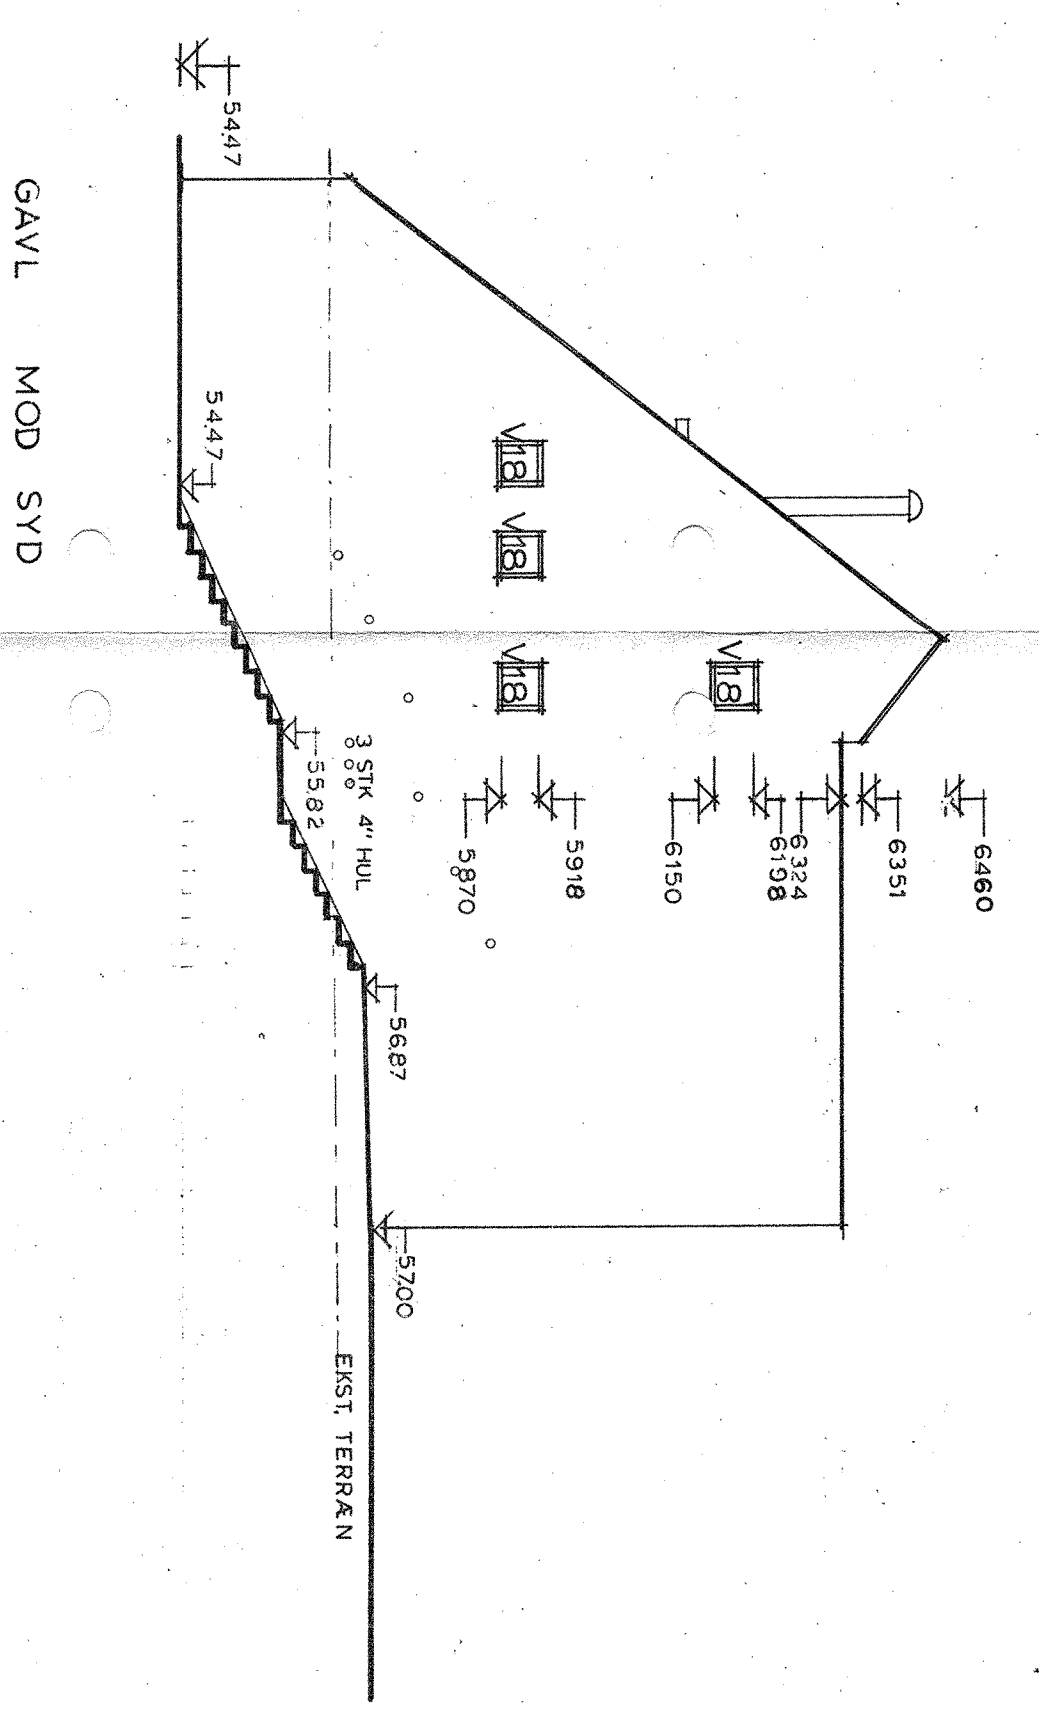 6460
6351
6324
6198
6150
V18
5918
5870
V18
V18
V18
3 STK 4" HUL
57,00
56,87
55,82
54,47
54,47
EKST. TERRÆN
GAVL MOD SYD